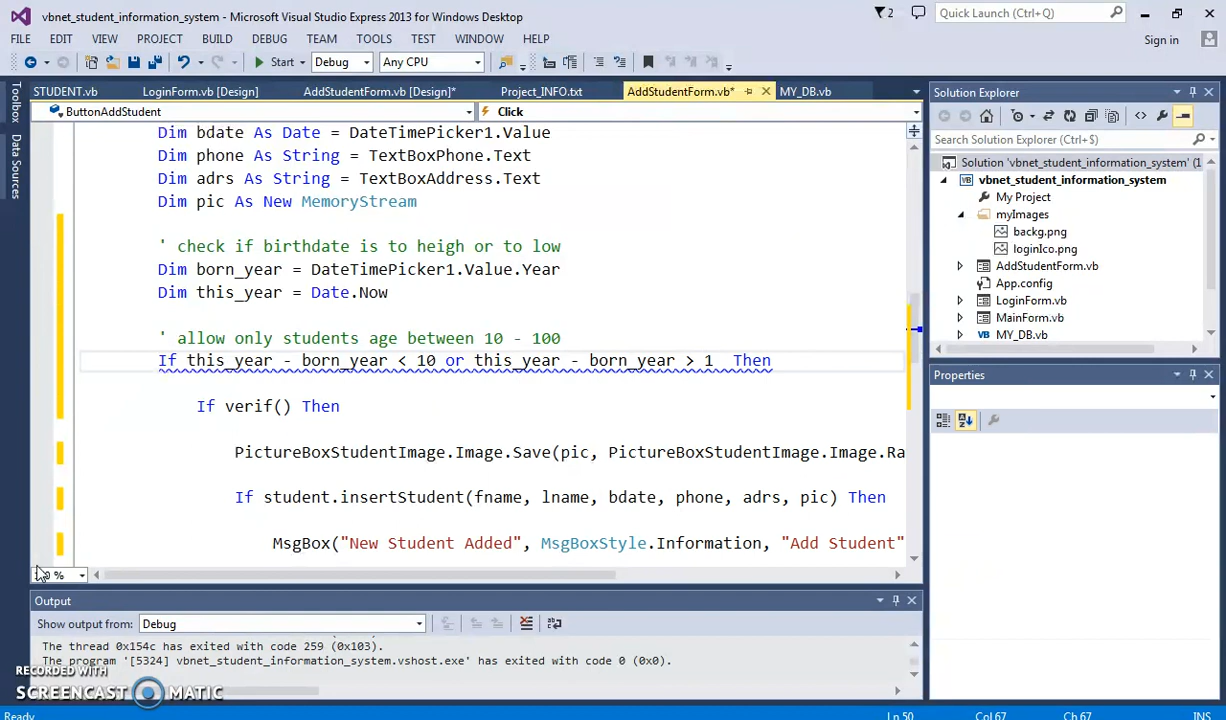 vbnet_student_information_system - Microsoft Visual Studio Express 2013 for Windows Desktop
2
Quick Launch (Ctrl+Q)
FILE EDIT VIEW PROJECT BUILD DEBUG TEAM TOOLS TEST WINDOW HELP
Sign in
Start Debug Any CPU
Toolbox
Data Sources
STUDENT.vb LoginForm.vb [Design] AddStudentForm.vb [Design]* Project_INFO.txt AddStudentForm.vb* MY_DB.vb
ButtonAddStudent Click
Dim bdate As Date = DateTimePicker1.Value
Dim phone As String = TextBoxPhone.Text
Dim adrs As String = TextBoxAddress.Text
Dim pic As New MemoryStream
' check if birthdate is to heigh or to low
Dim born_year = DateTimePicker1.Value.Year
Dim this_year = Date.Now
' allow only students age between 10 - 100
If this_year - born_year < 10 or this_year - born_year > 1  Then
If verif() Then
PictureBoxStudentImage.Image.Save(pic, PictureBoxStudentImage.Image.Ra
If student.insertStudent(fname, lname, bdate, phone, adrs, pic) Then
MsgBox("New Student Added", MsgBoxStyle.Information, "Add Student"
%
Output
Show output from: Debug
The thread 0x154c has exited with code 259 (0x103).
The program '[5324] vbnet_student_information_system.vshost.exe' has exited with code 0 (0x0).
RECORDED WITH
SCREENCAST MATIC
Solution Explorer
Search Solution Explorer (Ctrl+;)
Solution 'vbnet_student_information_system' (1
vbnet_student_information_system
My Project
myImages
backg.png
loginIco.png
AddStudentForm.vb
App.config
LoginForm.vb
MainForm.vb
MY_DB.vb
Properties
Ready Ln 50 Col 67 Ch 67 INS